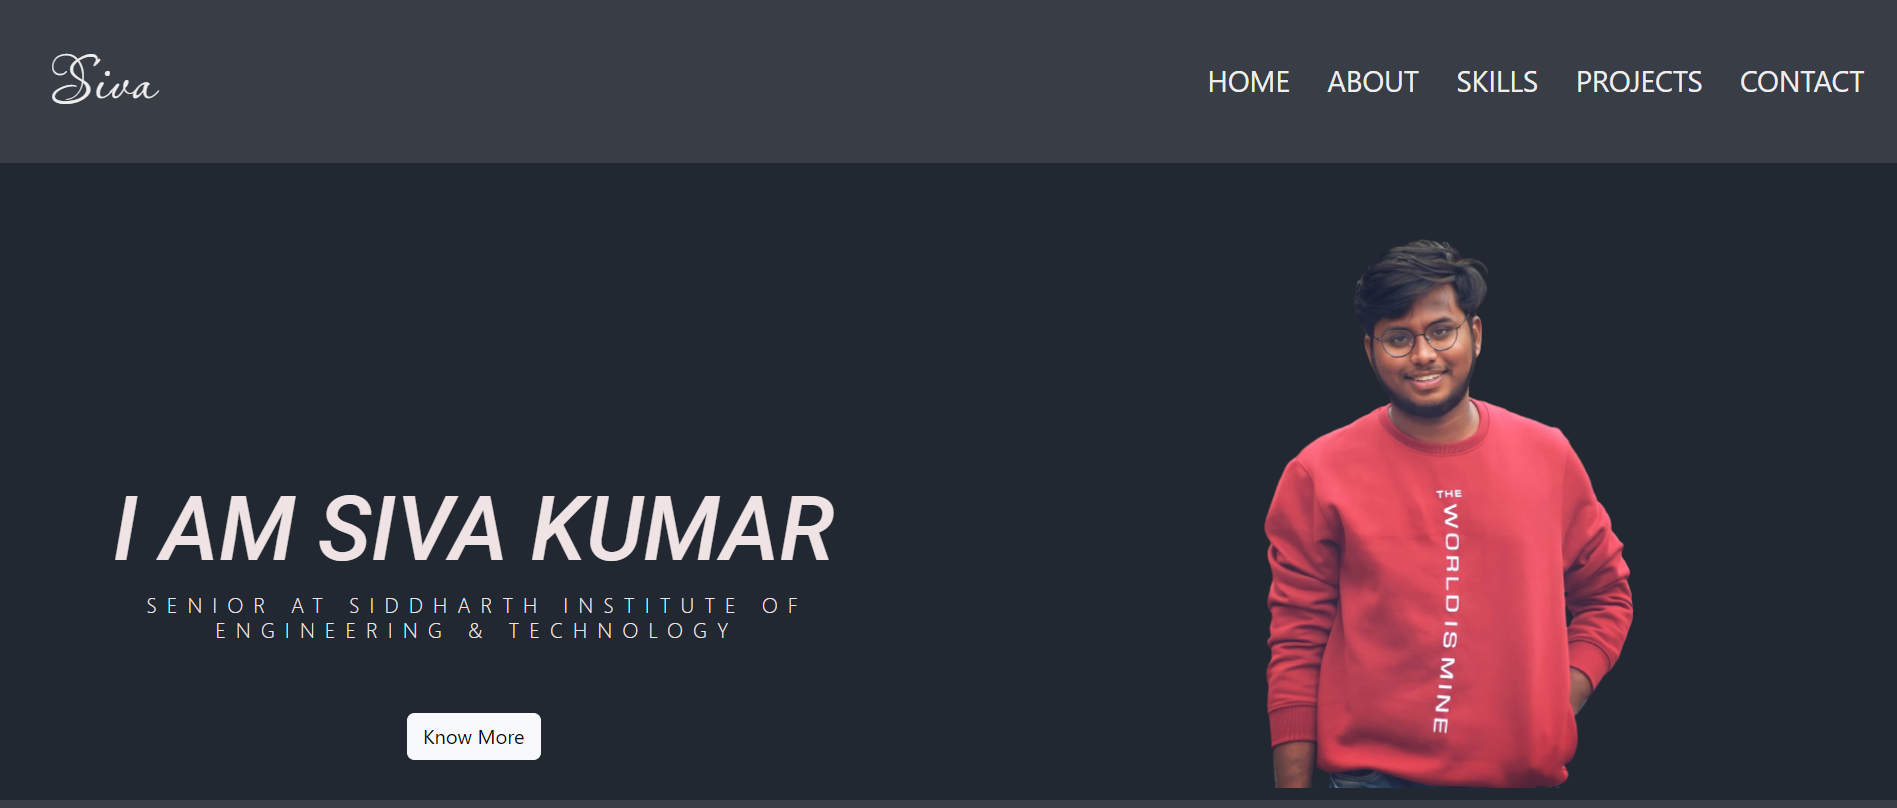 Siva
HOME ABOUT SKILLS PROJECTS CONTACT
I AM SIVA KUMAR
SENIOR AT SIDDHARTH INSTITUTE OF
ENGINEERING & TECHNOLOGY
Know More
THE
WORLD IS MINE